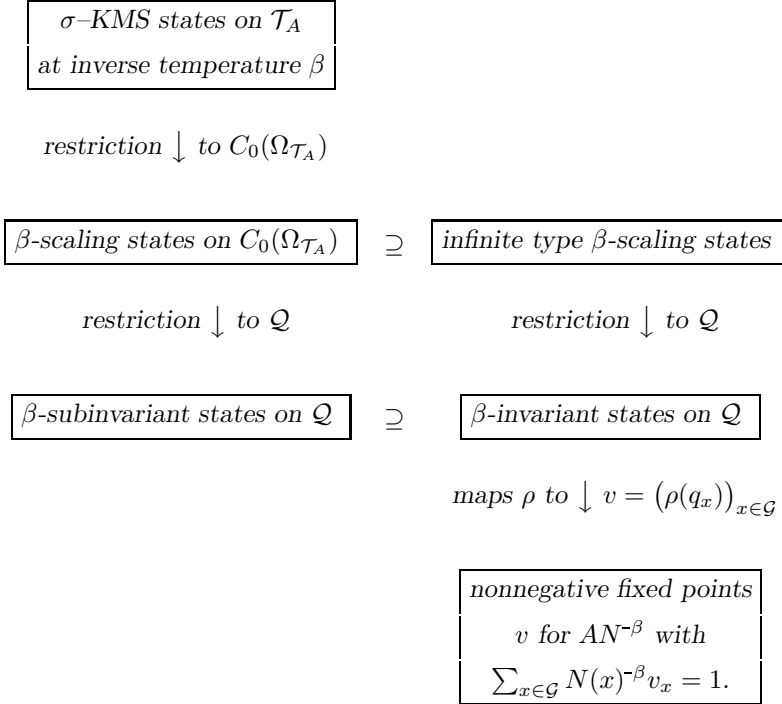 σ–KMS states on 𝒯_A
at inverse temperature β
restriction ↓ to C₀(Ω_{𝒯_A})
β-scaling states on C₀(Ω_{𝒯_A}) ⊇ infinite type β-scaling states
restriction ↓ to 𝒬 restriction ↓ to 𝒬
β-subinvariant states on 𝒬 ⊇ β-invariant states on 𝒬
maps ρ to ↓ v = (ρ(q_x))_{x∈𝒢}
nonnegative fixed points
v for AN^{-β} with
∑_{x∈𝒢} N(x)^{-β} v_x = 1.